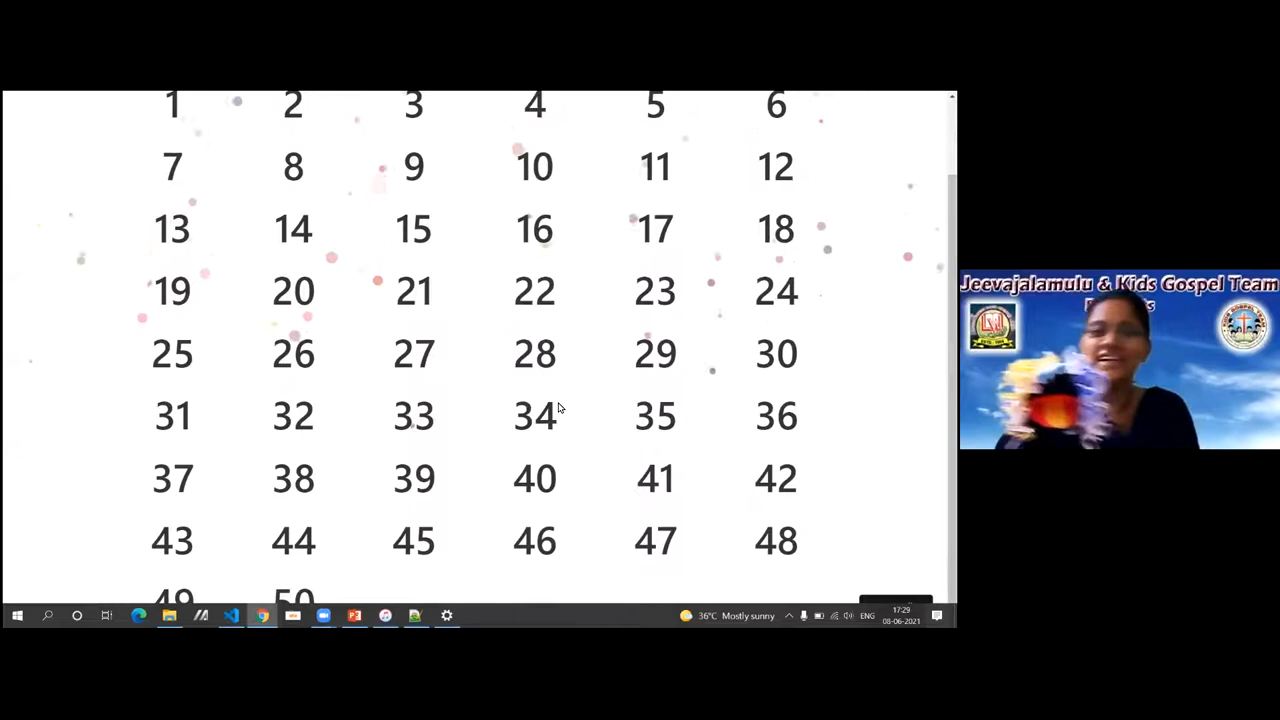 1 2 3 4 5 6
7 8 9 10 11 12
13 14 15 16 17 18
19 20 21 22 23 24
25 26 27 28 29 30
31 32 33 34 35 36
37 38 39 40 41 42
43 44 45 46 47 48
49 50
Jeevajalamulu & Kids Gospel Team
36°C Mostly sunny
ENG
17:29
08-06-2021